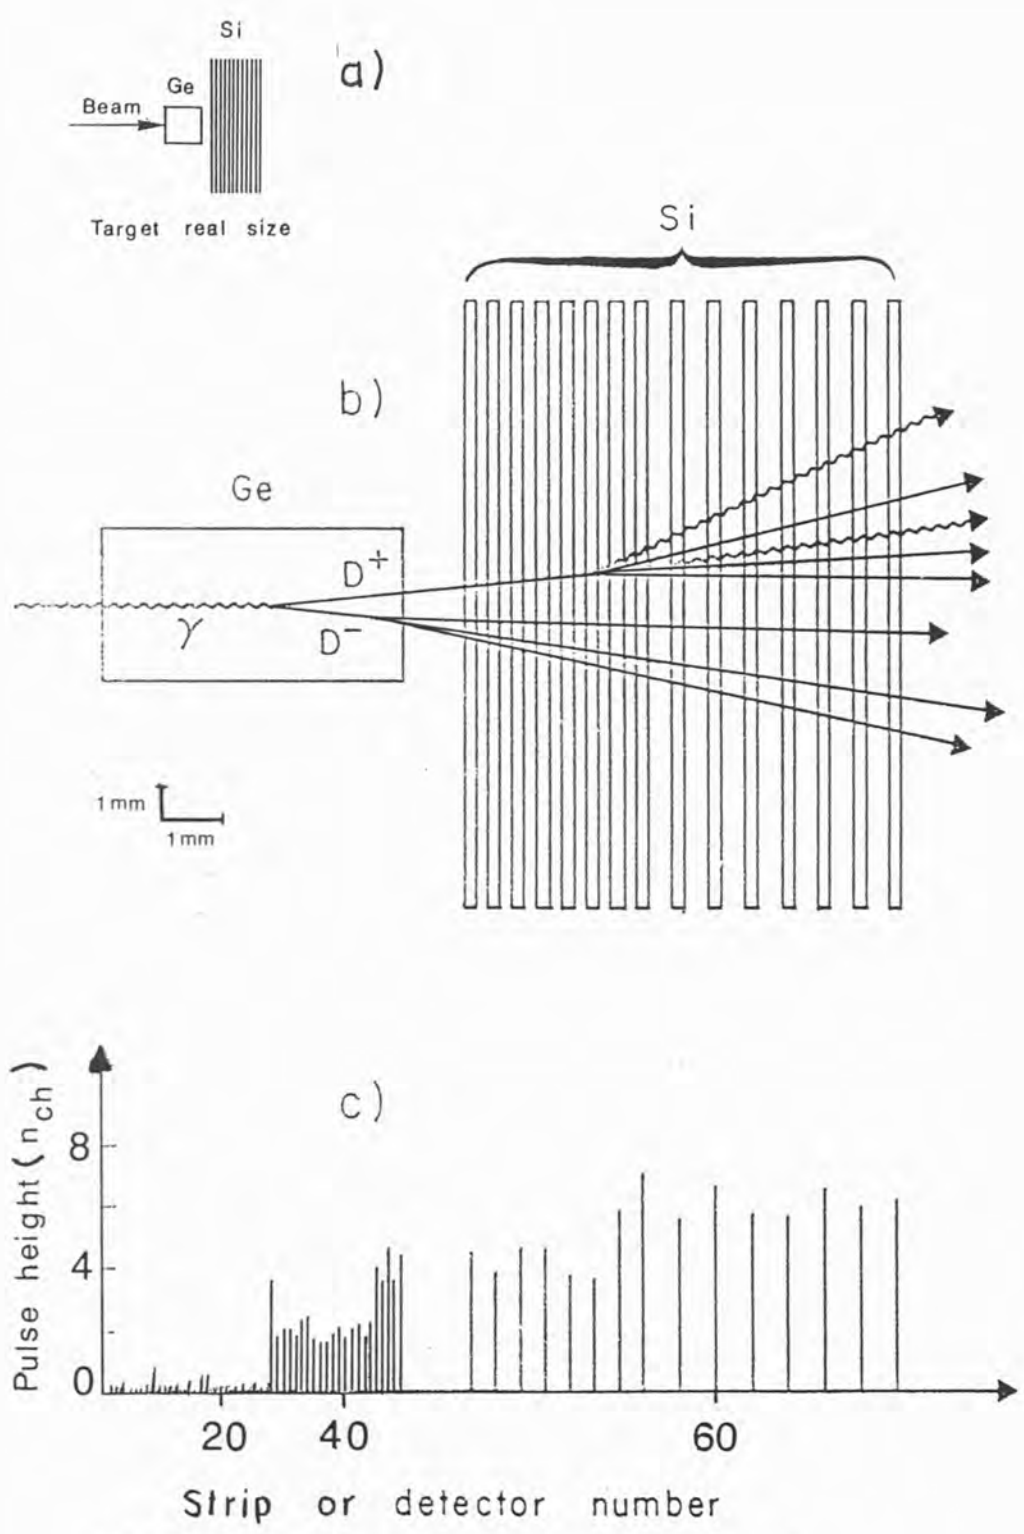 Si
a)
Ge
Beam
Target real size
Si
b)
Ge
D+
γ
D−
1 mm
1 mm
c)
Pulse height (n_ch)
8
4
0
20 40 60
Strip or detector number